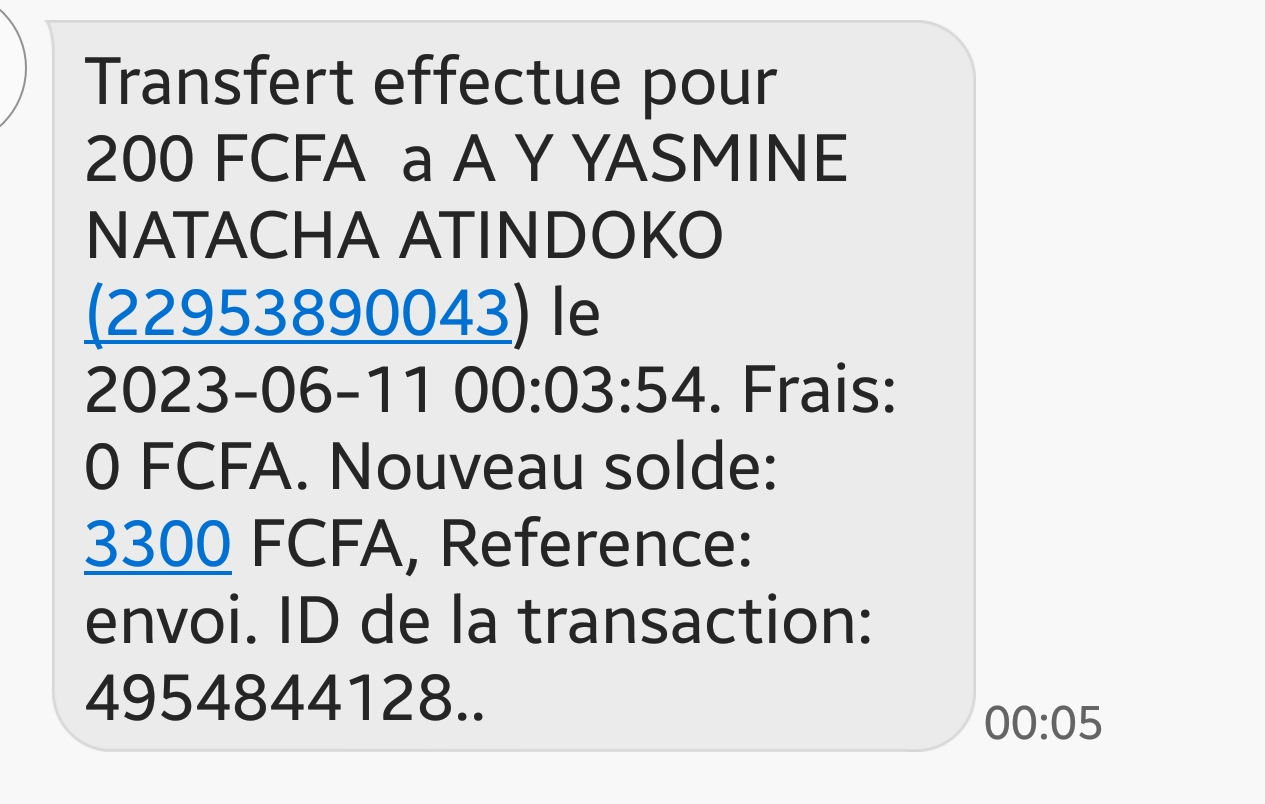 Transfert effectue pour
200 FCFA  a A Y YASMINE
NATACHA ATINDOKO
(22953890043) le
2023-06-11 00:03:54. Frais:
0 FCFA. Nouveau solde:
3300 FCFA, Reference:
envoi. ID de la transaction:
4954844128..
00:05